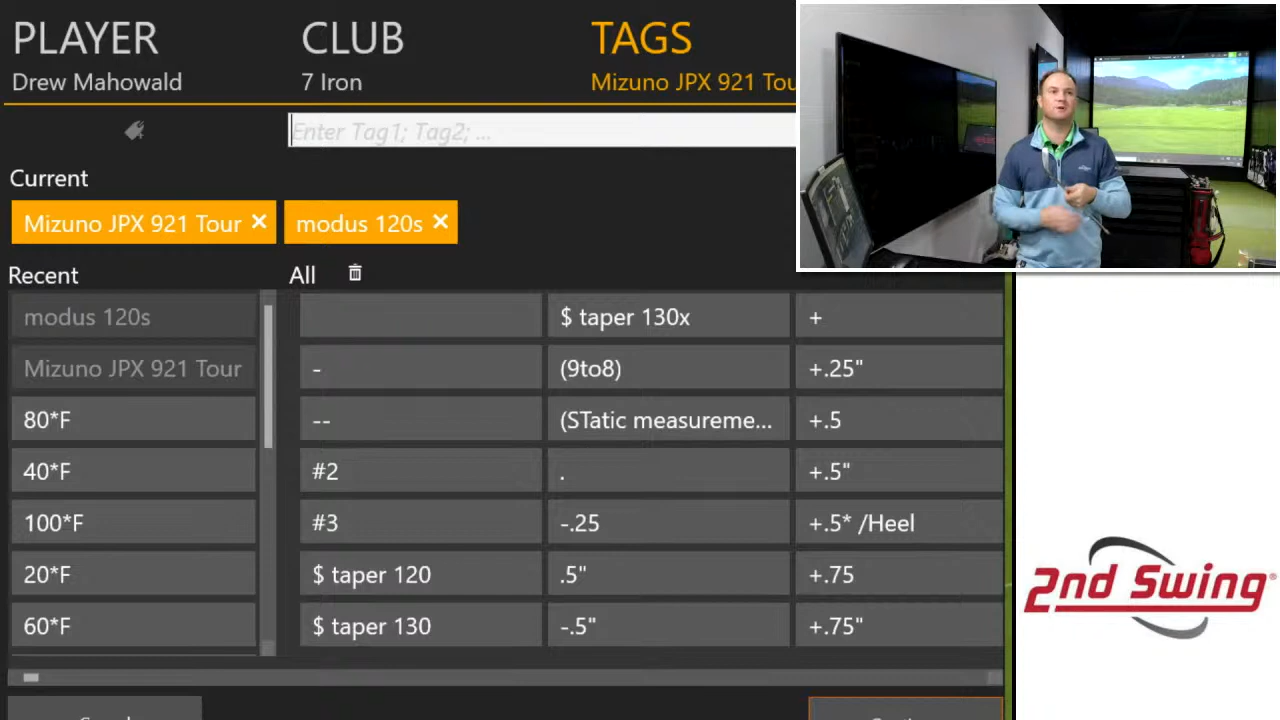 PLAYER
Drew Mahowald
CLUB
7 Iron
TAGS
Mizuno JPX 921 Tou
Enter Tag1; Tag2; ...
Current
Mizuno JPX 921 Tour ✕
modus 120s ✕
Recent
All
modus 120s
Mizuno JPX 921 Tour
80*F
40*F
100*F
20*F
60*F
-
--
#2
#3
$ taper 120
$ taper 130
$ taper 130x
(9to8)
(STatic measureme...
.
-.25
.5"
-.5"
+
+.25"
+.5
+.5"
+.5* /Heel
+.75
+.75"
2nd Swing®